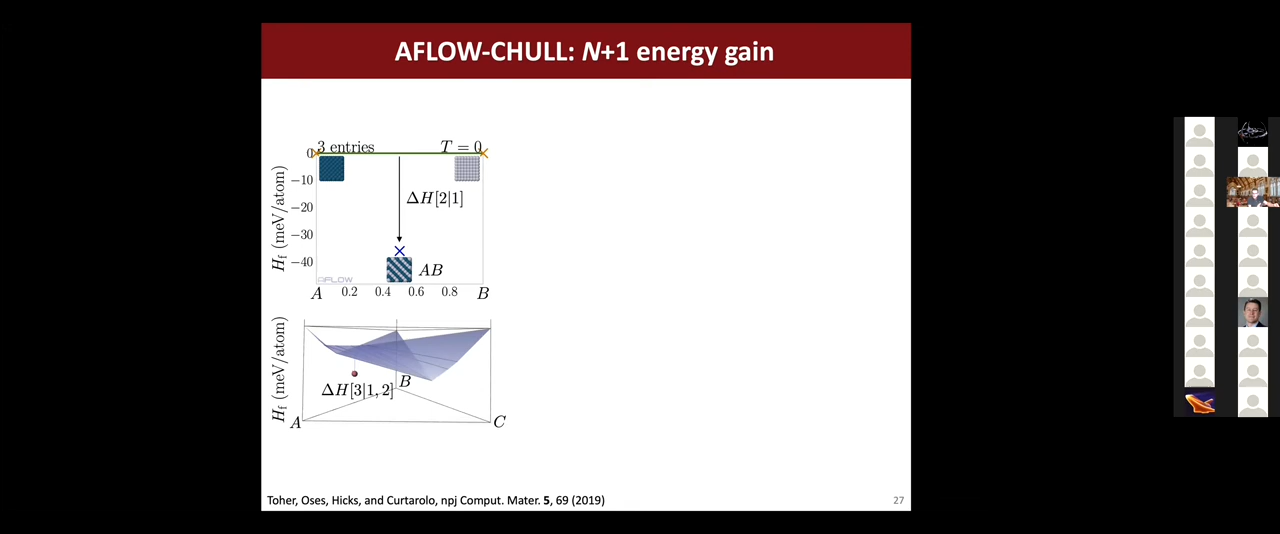 AFLOW-CHULL: N+1 energy gain
3 entries
T = 0
0
−10
−20
−30
−40
H_f (meV/atom)
ΔH[2|1]
AB
AFLOW
A 0.2 0.4 0.6 0.8 B
H_f (meV/atom)
ΔH[3|1, 2]
B
A
C
Toher, Oses, Hicks, and Curtarolo, npj Comput. Mater. 5, 69 (2019)
27